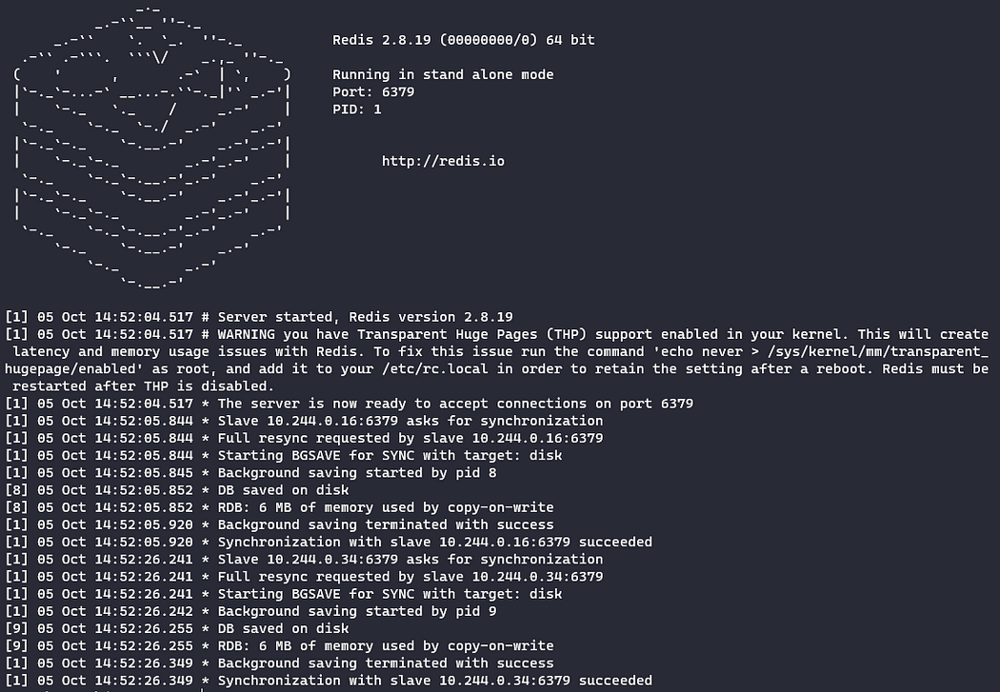 Redis 2.8.19 (00000000/0) 64 bit
Running in stand alone mode
Port: 6379
PID: 1
http://redis.io
[1] 05 Oct 14:52:04.517 # Server started, Redis version 2.8.19
[1] 05 Oct 14:52:04.517 # WARNING you have Transparent Huge Pages (THP) support enabled in your kernel. This will create
latency and memory usage issues with Redis. To fix this issue run the command 'echo never > /sys/kernel/mm/transparent_
hugepage/enabled' as root, and add it to your /etc/rc.local in order to retain the setting after a reboot. Redis must be
restarted after THP is disabled.
[1] 05 Oct 14:52:04.517 * The server is now ready to accept connections on port 6379
[1] 05 Oct 14:52:05.844 * Slave 10.244.0.16:6379 asks for synchronization
[1] 05 Oct 14:52:05.844 * Full resync requested by slave 10.244.0.16:6379
[1] 05 Oct 14:52:05.844 * Starting BGSAVE for SYNC with target: disk
[1] 05 Oct 14:52:05.845 * Background saving started by pid 8
[8] 05 Oct 14:52:05.852 * DB saved on disk
[8] 05 Oct 14:52:05.852 * RDB: 6 MB of memory used by copy-on-write
[1] 05 Oct 14:52:05.920 * Background saving terminated with success
[1] 05 Oct 14:52:05.920 * Synchronization with slave 10.244.0.16:6379 succeeded
[1] 05 Oct 14:52:26.241 * Slave 10.244.0.34:6379 asks for synchronization
[1] 05 Oct 14:52:26.241 * Full resync requested by slave 10.244.0.34:6379
[1] 05 Oct 14:52:26.241 * Starting BGSAVE for SYNC with target: disk
[1] 05 Oct 14:52:26.242 * Background saving started by pid 9
[9] 05 Oct 14:52:26.255 * DB saved on disk
[9] 05 Oct 14:52:26.255 * RDB: 6 MB of memory used by copy-on-write
[1] 05 Oct 14:52:26.349 * Background saving terminated with success
[1] 05 Oct 14:52:26.349 * Synchronization with slave 10.244.0.34:6379 succeeded